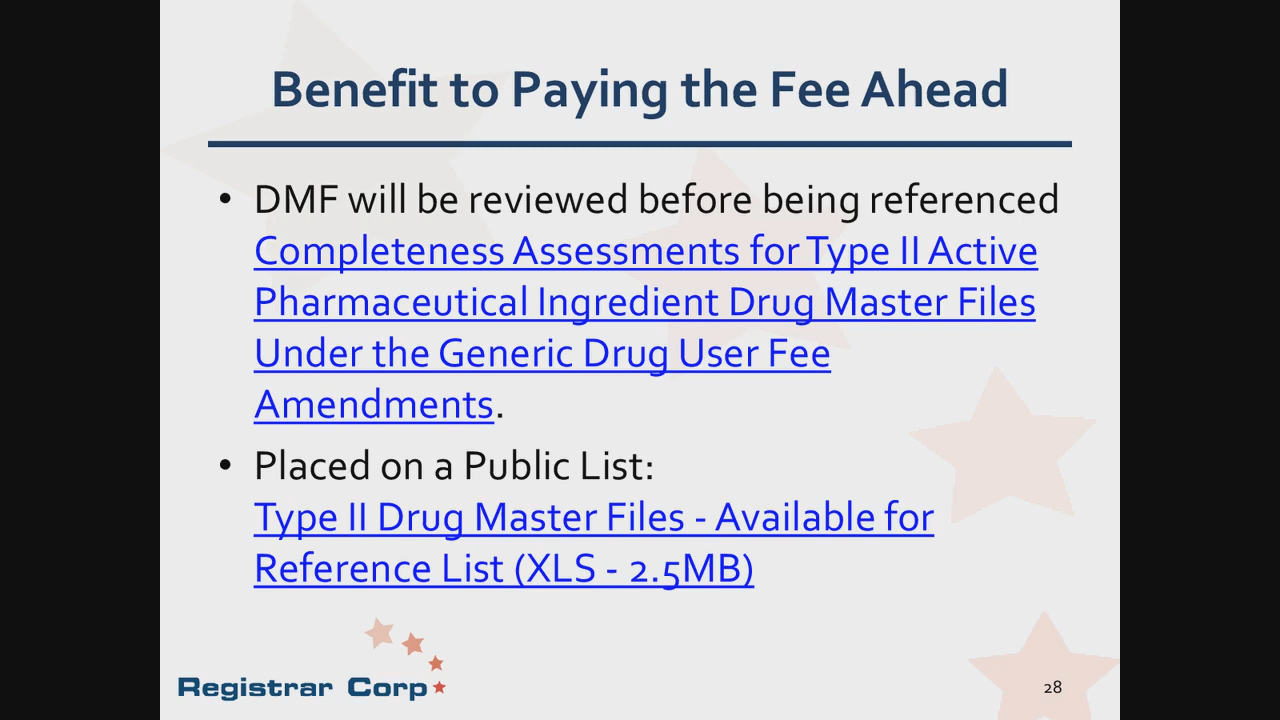 Benefit to Paying the Fee Ahead
• DMF will be reviewed before being referenced
Completeness Assessments for Type II Active
Pharmaceutical Ingredient Drug Master Files
Under the Generic Drug User Fee
Amendments.
• Placed on a Public List:
Type II Drug Master Files - Available for
Reference List (XLS - 2.5MB)
Registrar Corp
28